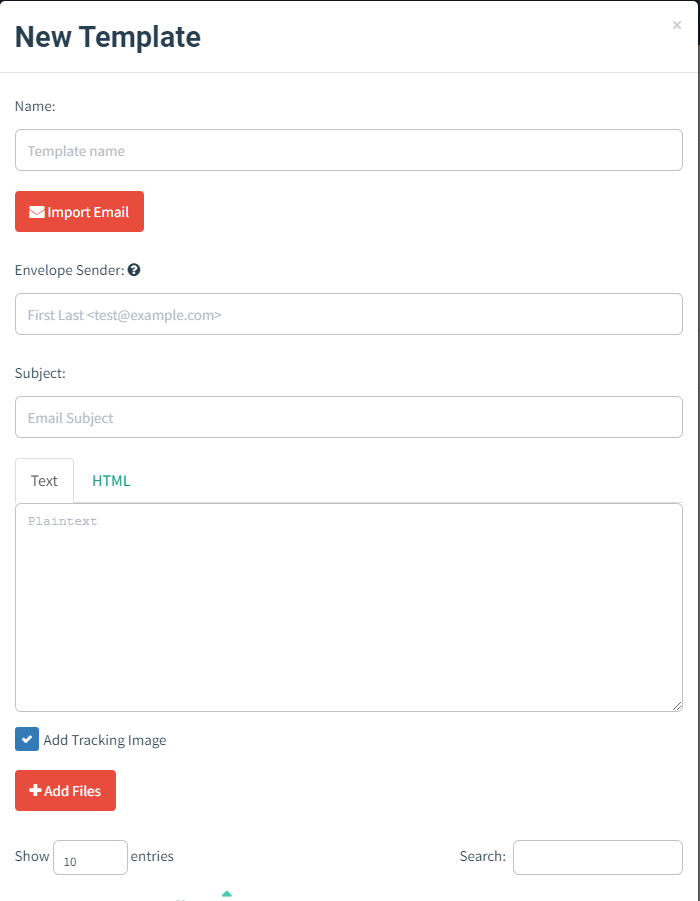 New Template
×
Name:
Template name
Import Email
Envelope Sender:
First Last <test@example.com>
Subject:
Email Subject
Text HTML
Plaintext
Add Tracking Image
Add Files
Show 10 entries Search: